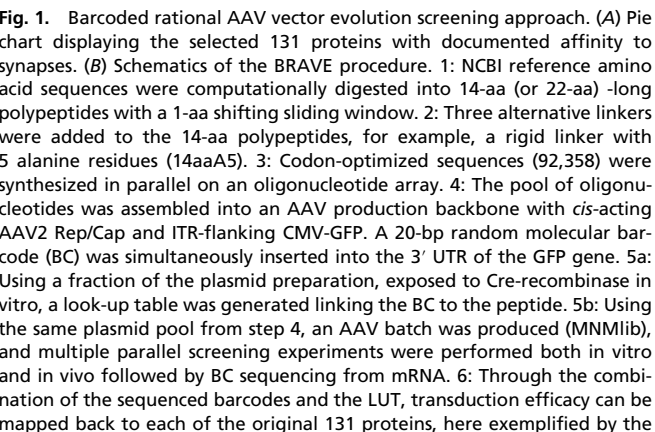 Fig. 1. Barcoded rational AAV vector evolution screening approach. (A) Pie
chart displaying the selected 131 proteins with documented affinity to
synapses. (B) Schematics of the BRAVE procedure. 1: NCBI reference amino
acid sequences were computationally digested into 14-aa (or 22-aa) -long
polypeptides with a 1-aa shifting sliding window. 2: Three alternative linkers
were added to the 14-aa polypeptides, for example, a rigid linker with
5 alanine residues (14aaA5). 3: Codon-optimized sequences (92,358) were
synthesized in parallel on an oligonucleotide array. 4: The pool of oligonu-
cleotides was assembled into an AAV production backbone with cis-acting
AAV2 Rep/Cap and ITR-flanking CMV-GFP. A 20-bp random molecular bar-
code (BC) was simultaneously inserted into the 3′ UTR of the GFP gene. 5a:
Using a fraction of the plasmid preparation, exposed to Cre-recombinase in
vitro, a look-up table was generated linking the BC to the peptide. 5b: Using
the same plasmid pool from step 4, an AAV batch was produced (MNMlib),
and multiple parallel screening experiments were performed both in vitro
and in vivo followed by BC sequencing from mRNA. 6: Through the combi-
nation of the sequenced barcodes and the LUT, transduction efficacy can be
mapped back to each of the original 131 proteins, here exemplified by the